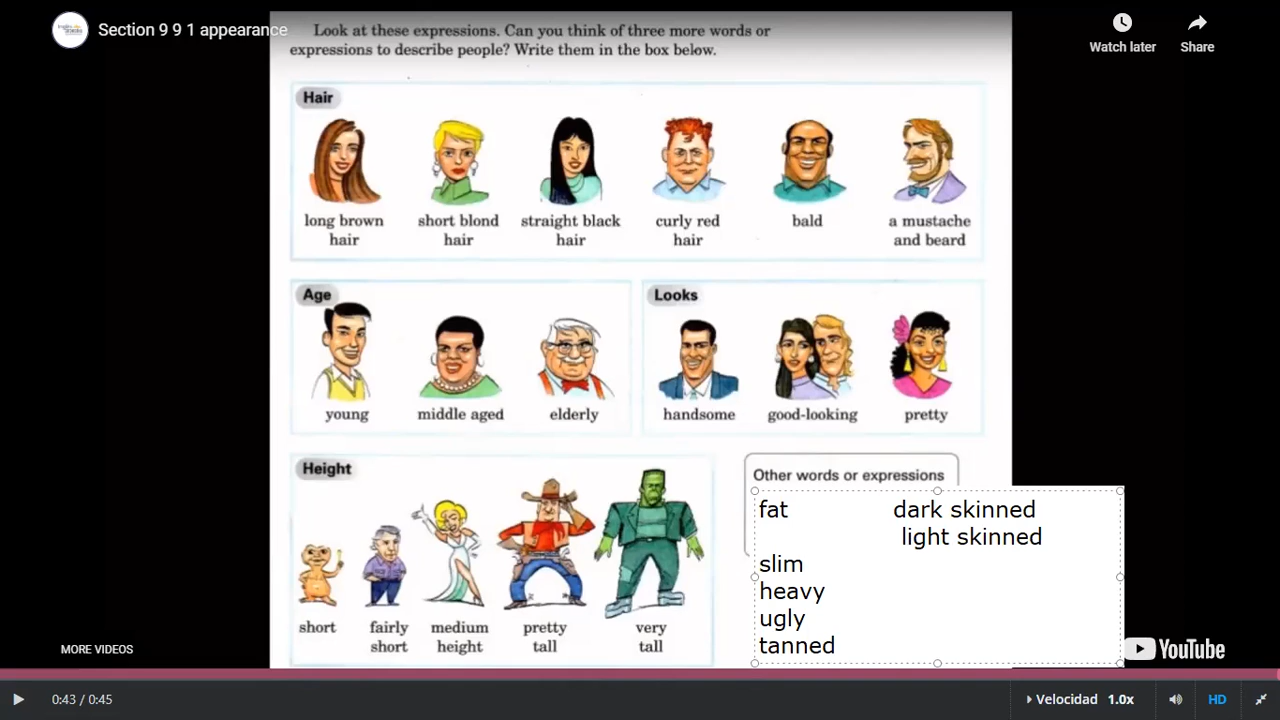 Section 9 9 1 appearance
Watch later
Share
Look at these expressions. Can you think of three more words or
expressions to describe people? Write them in the box below.
Hair
long brown
hair
short blond
hair
straight black
hair
curly red
hair
bald
a mustache
and beard
Age
young
middle aged
elderly
Looks
handsome
good-looking
pretty
Height
short
fairly
short
medium
height
pretty
tall
very
tall
Other words or expressions
fat dark skinned
light skinned
slim
heavy
ugly
tanned
MORE VIDEOS
YouTube
0:43 / 0:45
Velocidad 1.0x
HD